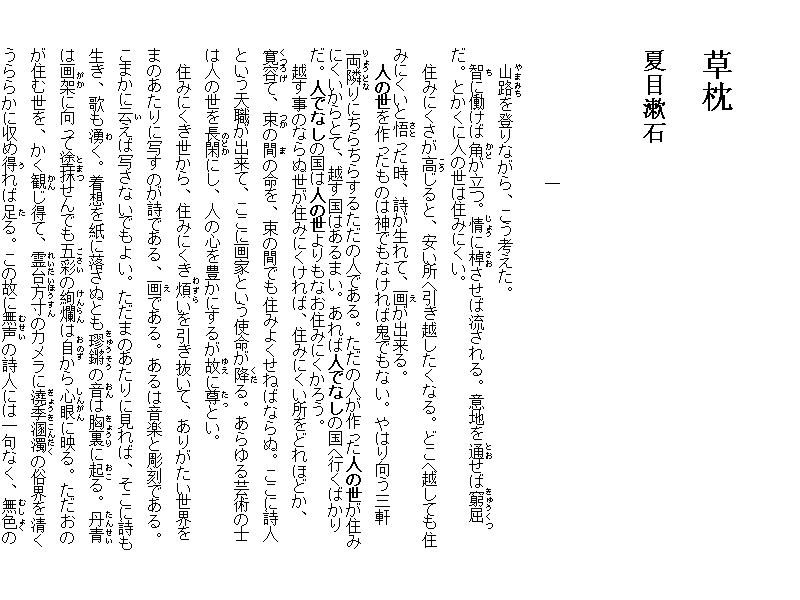 草枕
夏目漱石
一
山路を登りながら、こう考えた。
智に働けば角が立つ。情に棹させば流される。意地を通せば窮屈
だ。とかくに人の世は住みにくい。
住みにくさが高じると、安い所へ引き越したくなる。どこへ越しても住
みにくいと悟った時、詩が生れて、画が出来る。
人の世を作ったものは神でもなければ鬼でもない。やはり向う三軒
両隣りにちらちらするただの人である。ただの人が作った人の世が住み
にくいからとて、越す国はあるまい。あれば人でなしの国へ行くばかり
だ。人でなしの国は人の世よりもなお住みにくかろう。
越す事のならぬ世が住みにくければ、住みにくい所をどれほどか、
寛容て、束の間の命を、束の間でも住みよくせねばならぬ。ここに詩人
という天職が出来て、ここに画家という使命が降る。あらゆる芸術の士
は人の世を長閑にし、人の心を豊かにするが故に尊とい。
住みにくき世から、住みにくき煩いを引き抜いて、ありがたい世界を
まのあたりに写すのが詩である、画である。あるは音楽と彫刻である。
こまかに云えば写さないでもよい。ただまのあたりに見れば、そこに詩も
生き、歌も湧く。着想を紙に落さぬとも璆鏘の音は胸裏に起る。丹青
は画架に向って塗抹せんでも五彩の絢爛は自から心眼に映る。ただおの
が住む世を、かく観じ得て、霊台方寸のカメラに澆季溷濁の俗界を清く
うららかに収め得れば足る。この故に無声の詩人には一句なく、無色の